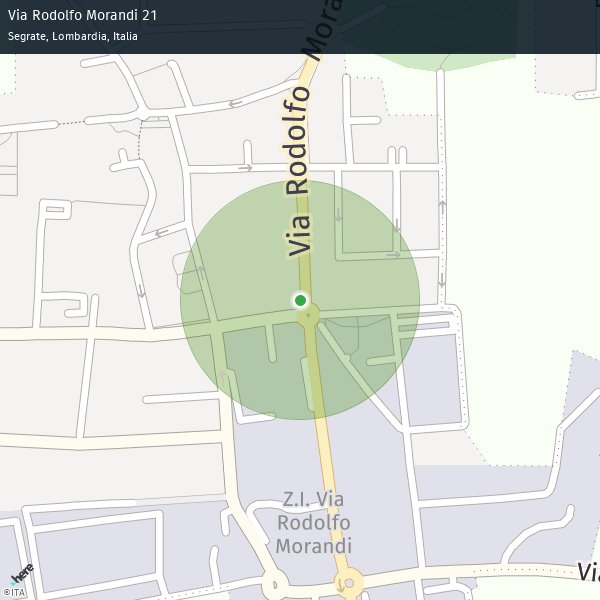 Via Rodolfo Morandi 21
Segrate, Lombardia, Italia
Via Rodolfo Mora
Z.I. Via
Rodolfo
Morandi
Via
here
©ITA